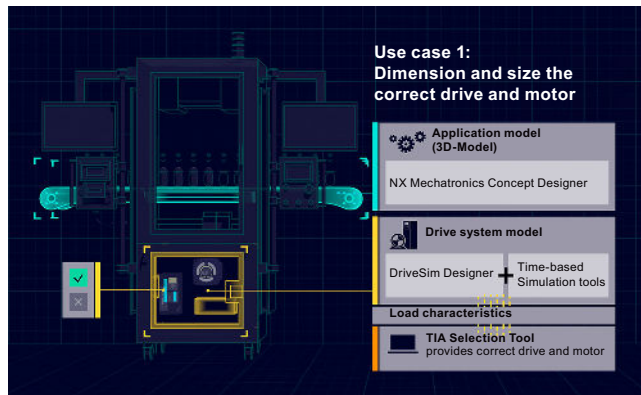 Use case 1:
Dimension and size the
correct drive and motor
Application model
(3D-Model)
NX Mechatronics Concept Designer
Drive system model
DriveSim Designer
+
Time-based
Simulation tools
Load characteristics
TIA Selection Tool
provides correct drive and motor